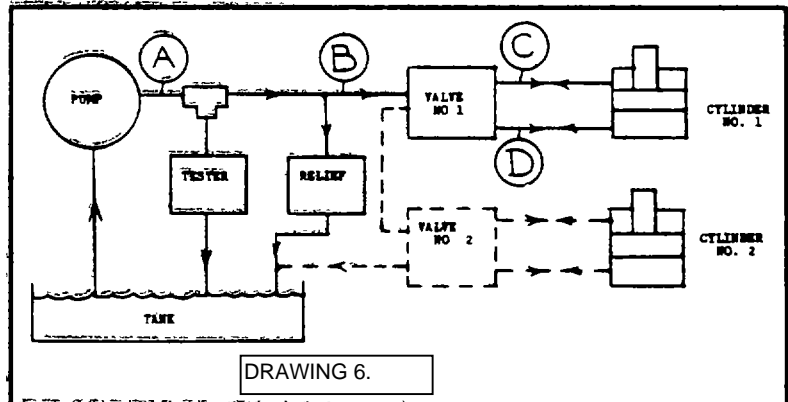 A
B
C
PUMP
VALVE
NO 1
CYLINDER
NO. 1
D
TESTER
RELIEF
VALVE
NO. 2
CYLINDER
NO. 2
TANK
DRAWING 6.